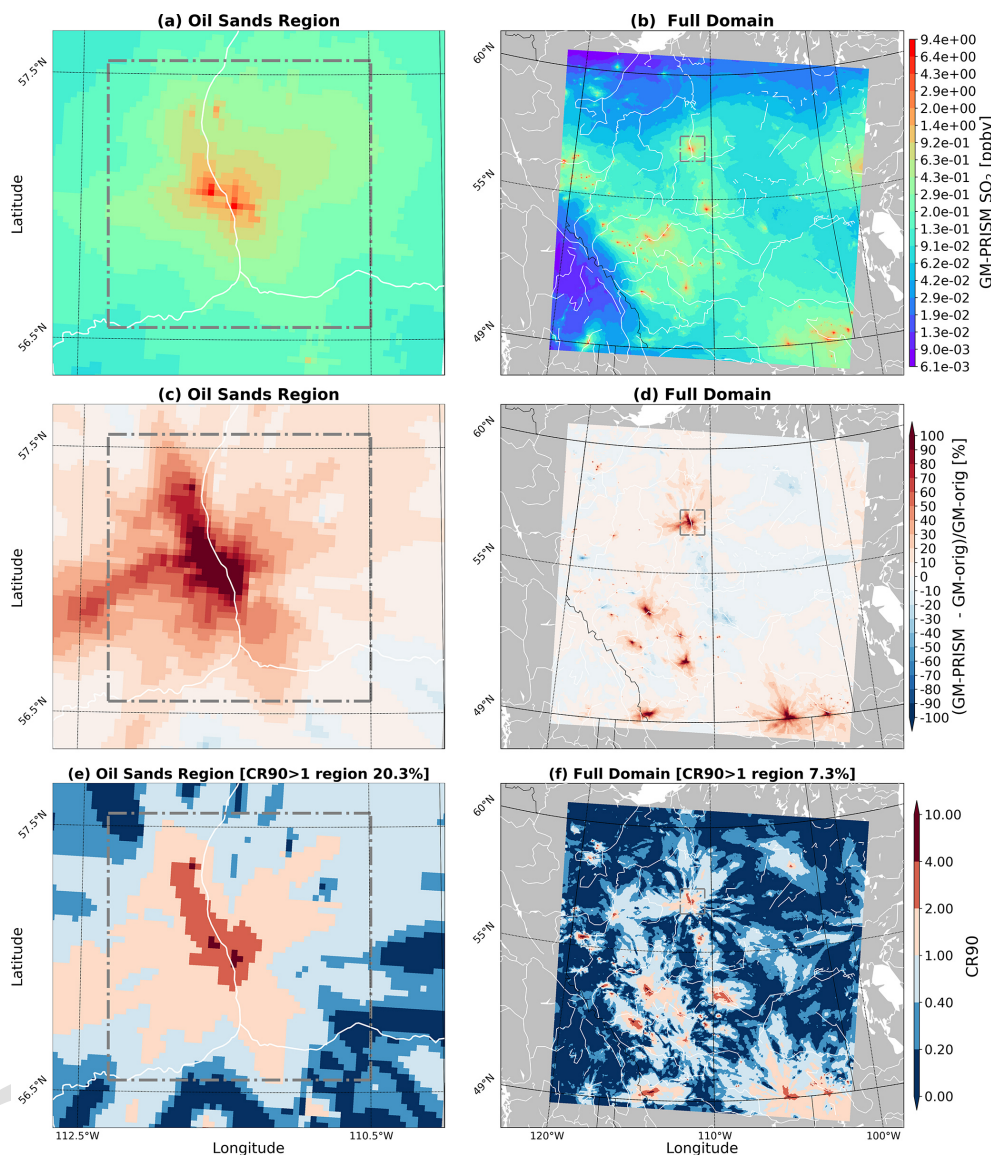 (a) Oil Sands Region
(b) Full Domain
57.5°N
56.5°N
Latitude
60°N
55°N
49°N
9.4e+00
6.4e+00
4.3e+00
2.9e+00
2.0e+00
1.4e+00
9.2e-01
6.3e-01
4.3e-01
2.9e-01
2.0e-01
1.3e-01
9.1e-02
6.2e-02
4.2e-02
2.9e-02
1.9e-02
1.3e-02
9.0e-03
6.1e-03
GM-PRISM SO₂ [ppbv]
(c) Oil Sands Region
(d) Full Domain
57.5°N
56.5°N
Latitude
60°N
55°N
49°N
100
90
80
70
60
50
40
30
20
10
0
-10
-20
-30
-40
-50
-60
-70
-80
-90
-100
(GM-PRISM - GM-orig)/GM-orig [%]
(e) Oil Sands Region [CR90>1 region 20.3%]
(f) Full Domain [CR90>1 region 7.3%]
57.5°N
56.5°N
Latitude
60°N
55°N
49°N
10.00
4.00
2.00
1.00
0.40
0.20
0.00
CR90
112.5°W
110.5°W
Longitude
120°W
110°W
100°W
Longitude